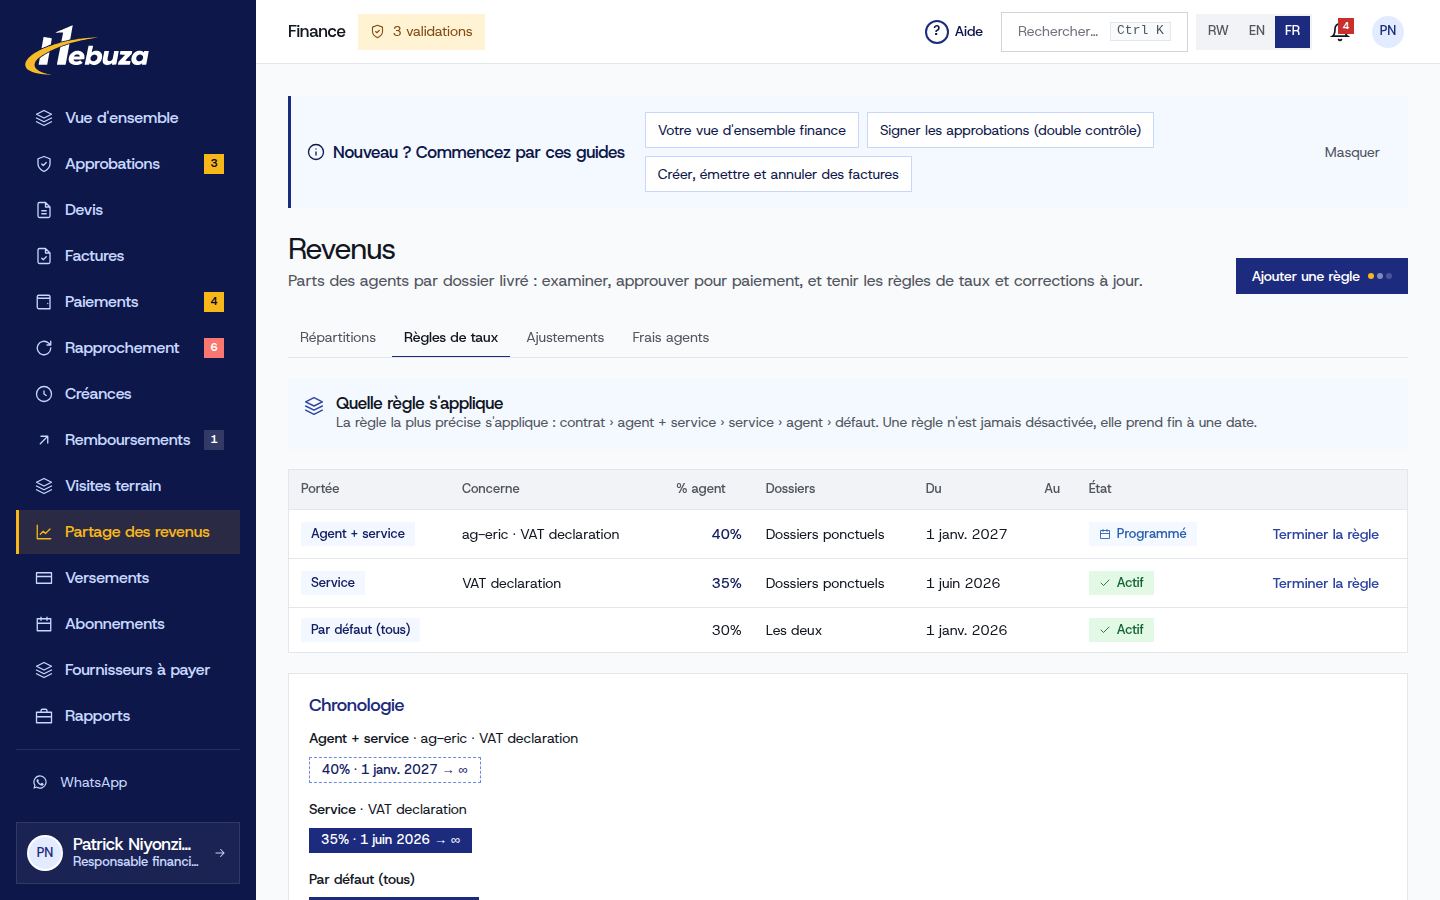 Hebuza
Vue d'ensemble
Approbations 3
Devis
Factures
Paiements 4
Rapprochement 6
Créances
Remboursements 1
Visites terrain
Partage des revenus
Versements
Abonnements
Fournisseurs à payer
Rapports
WhatsApp
PN Patrick Niyonzi...
Responsable financi...
Finance 3 validations
? Aide Rechercher... Ctrl K RW EN FR 4 PN
Nouveau ? Commencez par ces guides
Votre vue d'ensemble finance
Signer les approbations (double contrôle)
Créer, émettre et annuler des factures
Masquer
Revenus
Parts des agents par dossier livré : examiner, approuver pour paiement, et tenir les règles de taux et corrections à jour.
Ajouter une règle
Répartitions Règles de taux Ajustements Frais agents
Quelle règle s'applique
La règle la plus précise s'applique : contrat › agent + service › service › agent › défaut. Une règle n'est jamais désactivée, elle prend fin à une date.
Portée Concerne % agent Dossiers Du Au État
Agent + service ag-eric · VAT declaration 40% Dossiers ponctuels 1 janv. 2027 Programmé Terminer la règle
Service VAT declaration 35% Dossiers ponctuels 1 juin 2026 Actif Terminer la règle
Par défaut (tous) 30% Les deux 1 janv. 2026 Actif
Chronologie
Agent + service · ag-eric · VAT declaration
40% · 1 janv. 2027 → ∞
Service · VAT declaration
35% · 1 juin 2026 → ∞
Par défaut (tous)